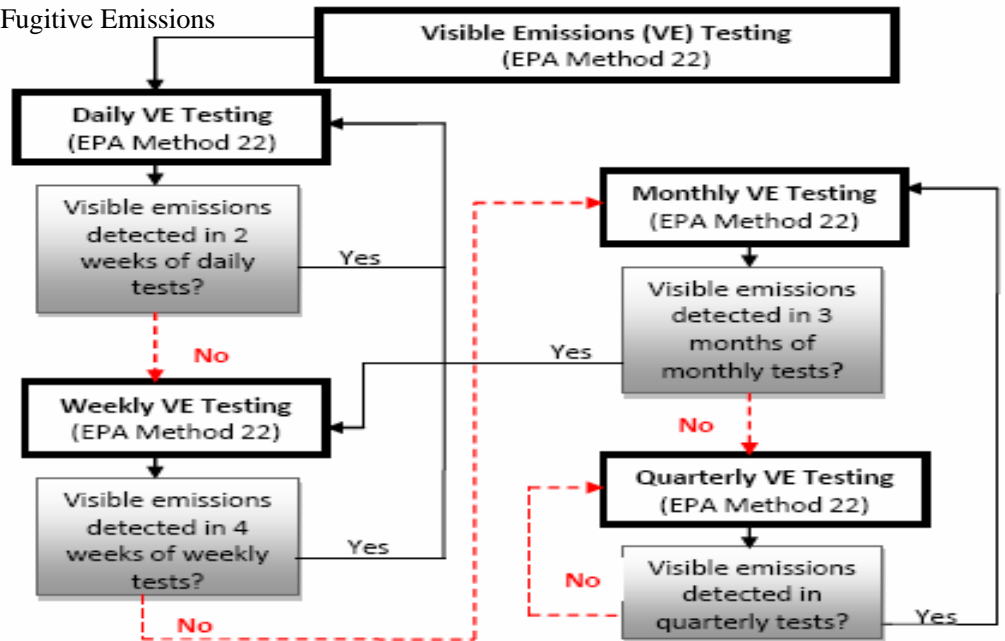 Fugitive Emissions
Visible Emissions (VE) Testing
(EPA Method 22)
Daily VE Testing
(EPA Method 22)
Visible emissions
detected in 2
weeks of daily
tests?
Yes
No
Weekly VE Testing
(EPA Method 22)
Visible emissions
detected in 4
weeks of weekly
tests?
Yes
No
Monthly VE Testing
(EPA Method 22)
Visible emissions
detected in 3
months of
monthly tests?
Yes
No
Quarterly VE Testing
(EPA Method 22)
Visible emissions
detected in
quarterly tests?
No
Yes